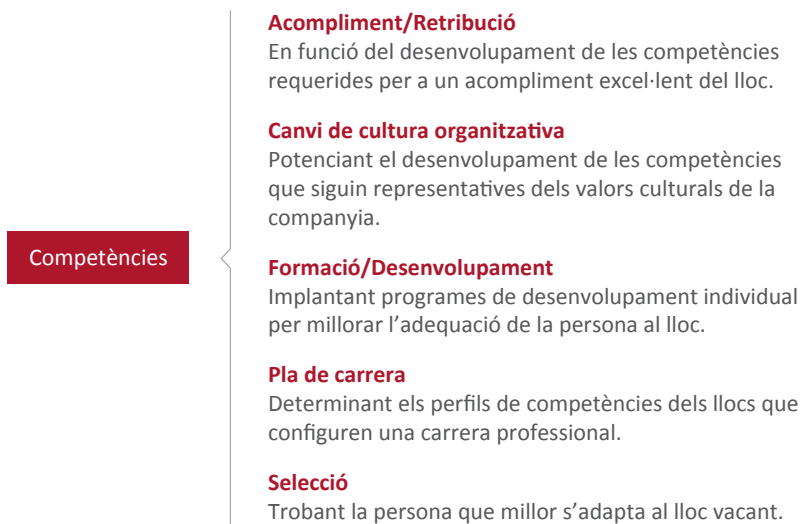 Acompliment/Retribució
En funció del desenvolupament de les competències
requerides per a un acompliment excel·lent del lloc.
Canvi de cultura organitzativa
Potenciant el desenvolupament de les competències
que siguin representatives dels valors culturals de la
companyia.
Competències
Formació/Desenvolupament
Implantant programes de desenvolupament individual
per millorar l’adequació de la persona al lloc.
Pla de carrera
Determinant els perfils de competències dels llocs que
configuren una carrera professional.
Selecció
Trobant la persona que millor s’adapta al lloc vacant.